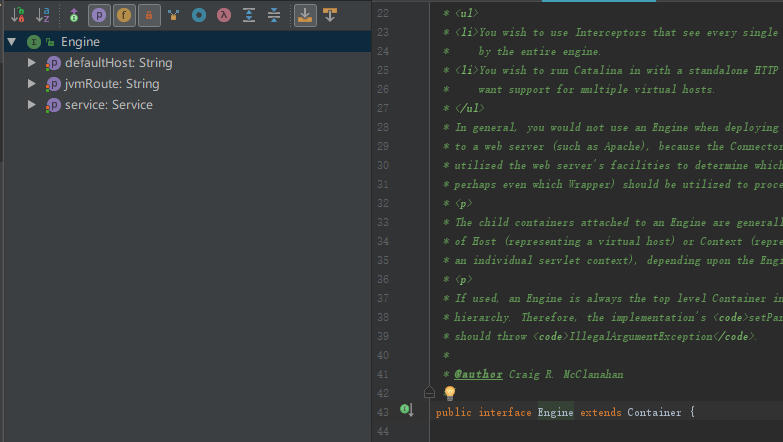 Engine
defaultHost: String
jvmRoute: String
service: Service
22 * <ul>
23 * <li>You wish to use Interceptors that see every single
24 * by the entire engine.
25 * <li>You wish to run Catalina in with a standalone HTTP
26 * want support for multiple virtual hosts.
27 * </ul>
28 * In general, you would not use an Engine when deploying
29 * to a web server (such as Apache), because the Connector
30 * utilized the web server's facilities to determine which
31 * perhaps even which Wrapper) should be utilized to proce
32 * <p>
33 * The child containers attached to an Engine are generall
34 * of Host (representing a virtual host) or Context (repre
35 * an individual servlet context), depending upon the Engi
36 * <p>
37 * If used, an Engine is always the top level Container in
38 * hierarchy. Therefore, the implementation's <code>setPar
39 * should throw <code>IllegalArgumentException</code>.
40 *
41 * @author Craig R. McClanahan
42
43 public interface Engine extends Container {
44